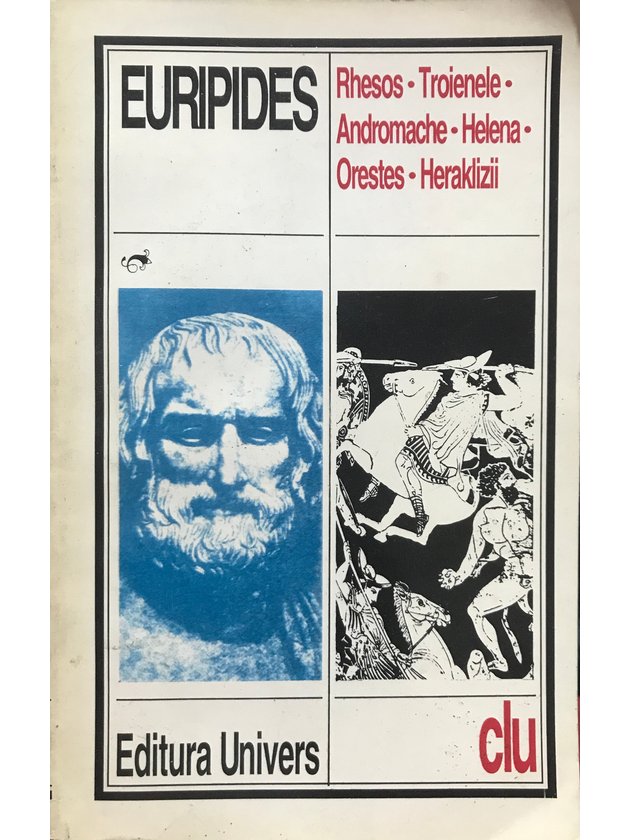 EURIPIDES
Rhesos • Troienele •
Andromache • Helena •
Orestes • Heraklizii
Editura Univers
clu